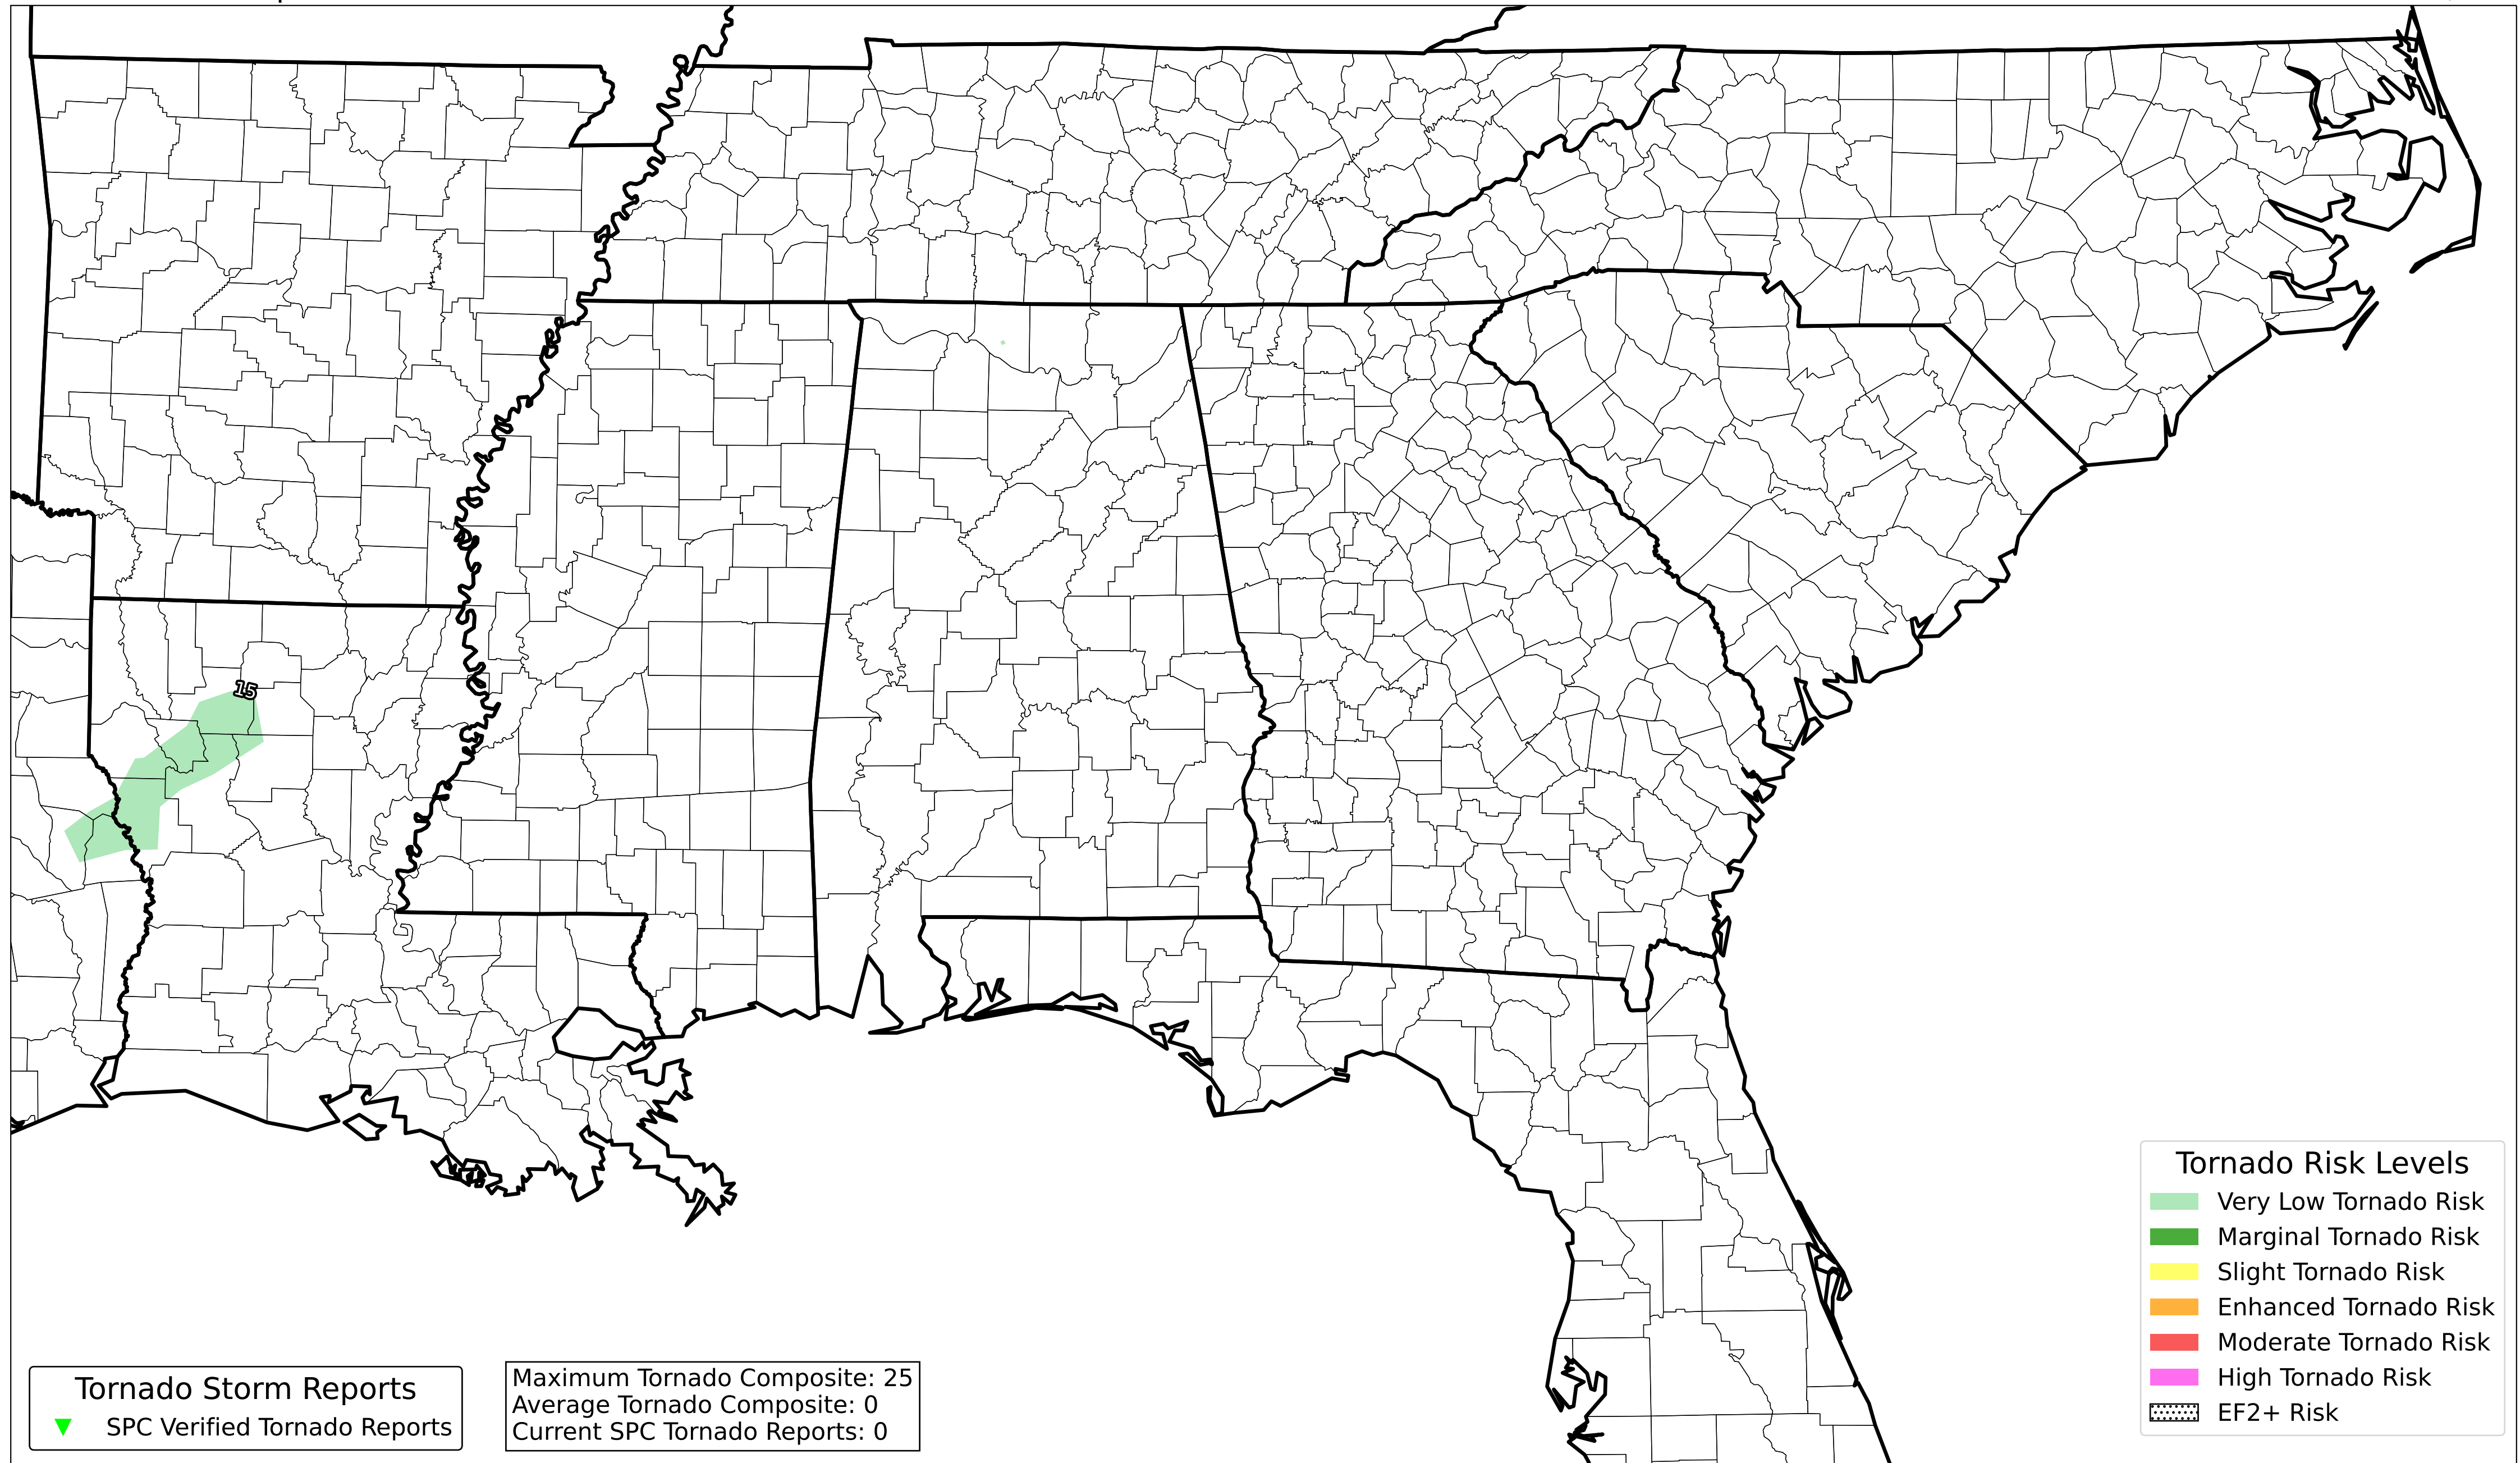 15
Tornado Storm Reports
SPC Verified Tornado Reports
Maximum Tornado Composite: 25
Average Tornado Composite: 0
Current SPC Tornado Reports: 0
Tornado Risk Levels
Very Low Tornado Risk
Marginal Tornado Risk
Slight Tornado Risk
Enhanced Tornado Risk
Moderate Tornado Risk
High Tornado Risk
EF2+ Risk